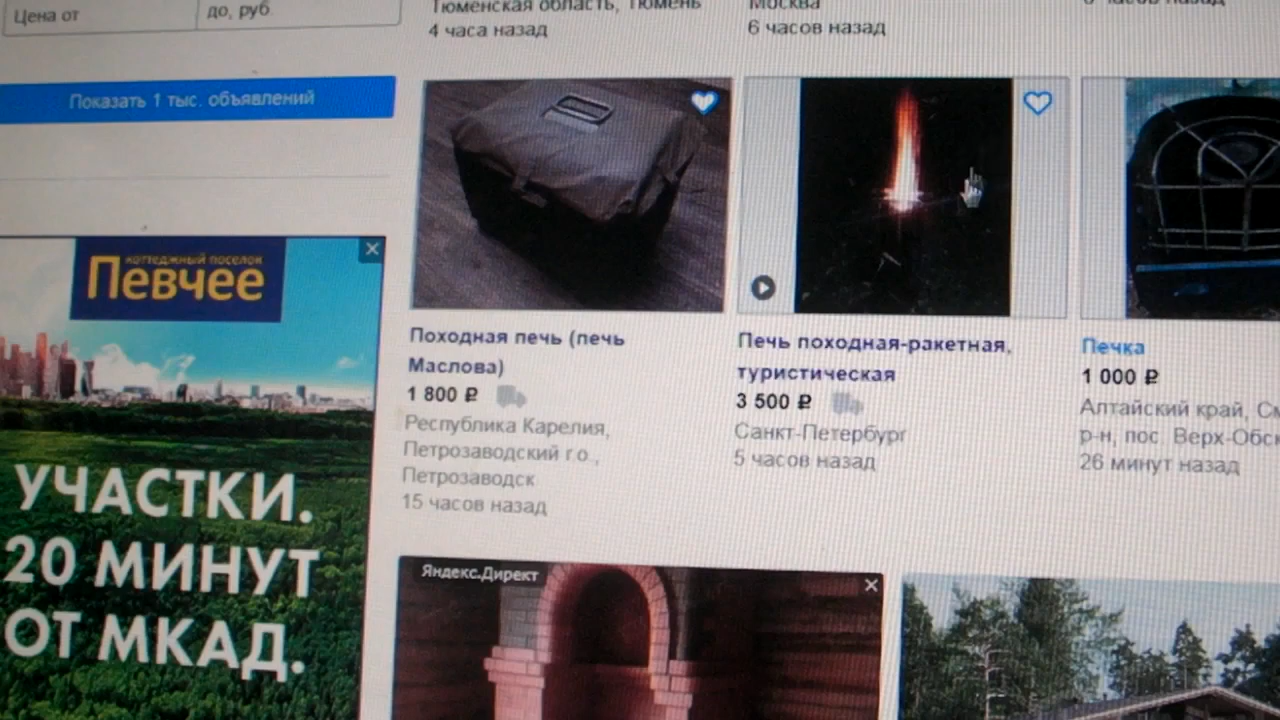 Цена от
до, руб
Тюменская область, Тюмень
4 часа назад
Москва
6 часов назад
часов назад
Показать 1 тыс. объявлений
коттеджный поселок
Певчее
УЧАСТКИ.
20 МИНУТ
ОТ МКАД.
Походная печь (печь
Маслова)
1 800 ₽
Республика Карелия,
Петрозаводский г.о.,
Петрозаводск
15 часов назад
Печь походная-ракетная,
туристическая
3 500 ₽
Санкт-Петербург
5 часов назад
Печка
1 000 ₽
Алтайский край,
р-н, пос. Верх-Обск
26 минут назад
Яндекс.Директ